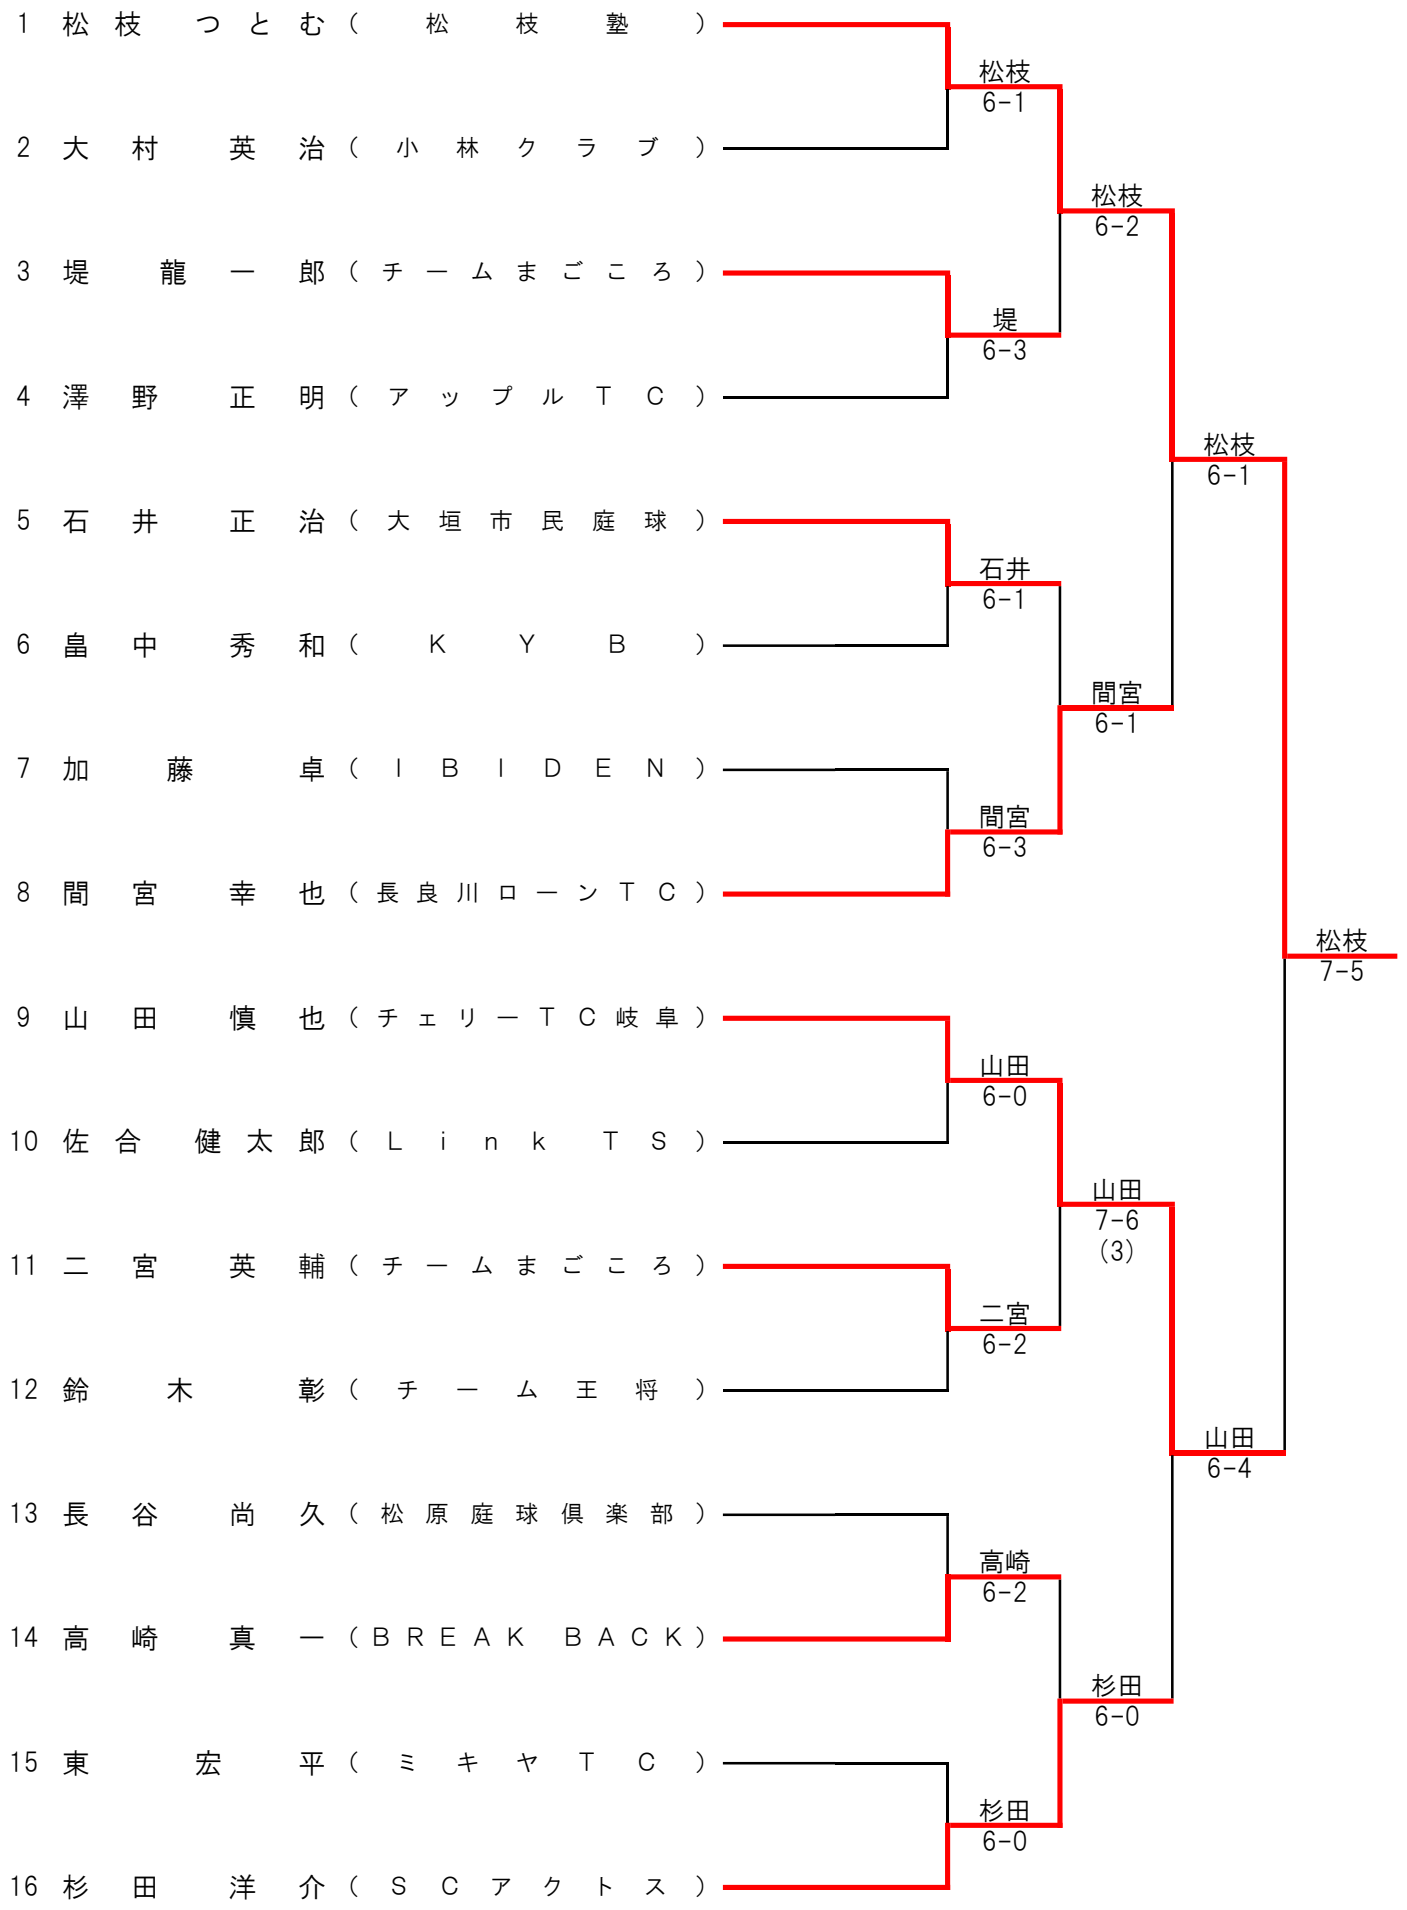 1 松枝 つとむ（松枝塾）
松枝
6-1
2 大村 英治（小林クラブ）
松枝
6-2
3 堤 龍一郎（チームまごころ）
堤
6-3
4 澤野 正明（アップルTC）
松枝
6-1
5 石井 正治（大垣市民庭球）
石井
6-1
6 畠中 秀和（KYB）
間宮
6-1
7 加藤 卓（IBIDEN）
間宮
6-3
8 間宮 幸也（長良川ローンTC）
松枝
7-5
9 山田 慎也（チェリーTC岐阜）
山田
6-0
10 佐合 健太郎（Link TS）
山田
7-6
(3)
11 二宮 英輔（チームまごころ）
二宮
6-2
12 鈴木 彰（チーム王将）
山田
6-4
13 長谷 尚久（松原庭球倶楽部）
高崎
6-2
14 高崎 真一（BREAK BACK）
杉田
6-0
15 東 宏平（ミキヤTC）
杉田
6-0
16 杉田 洋介（SCアクトス）